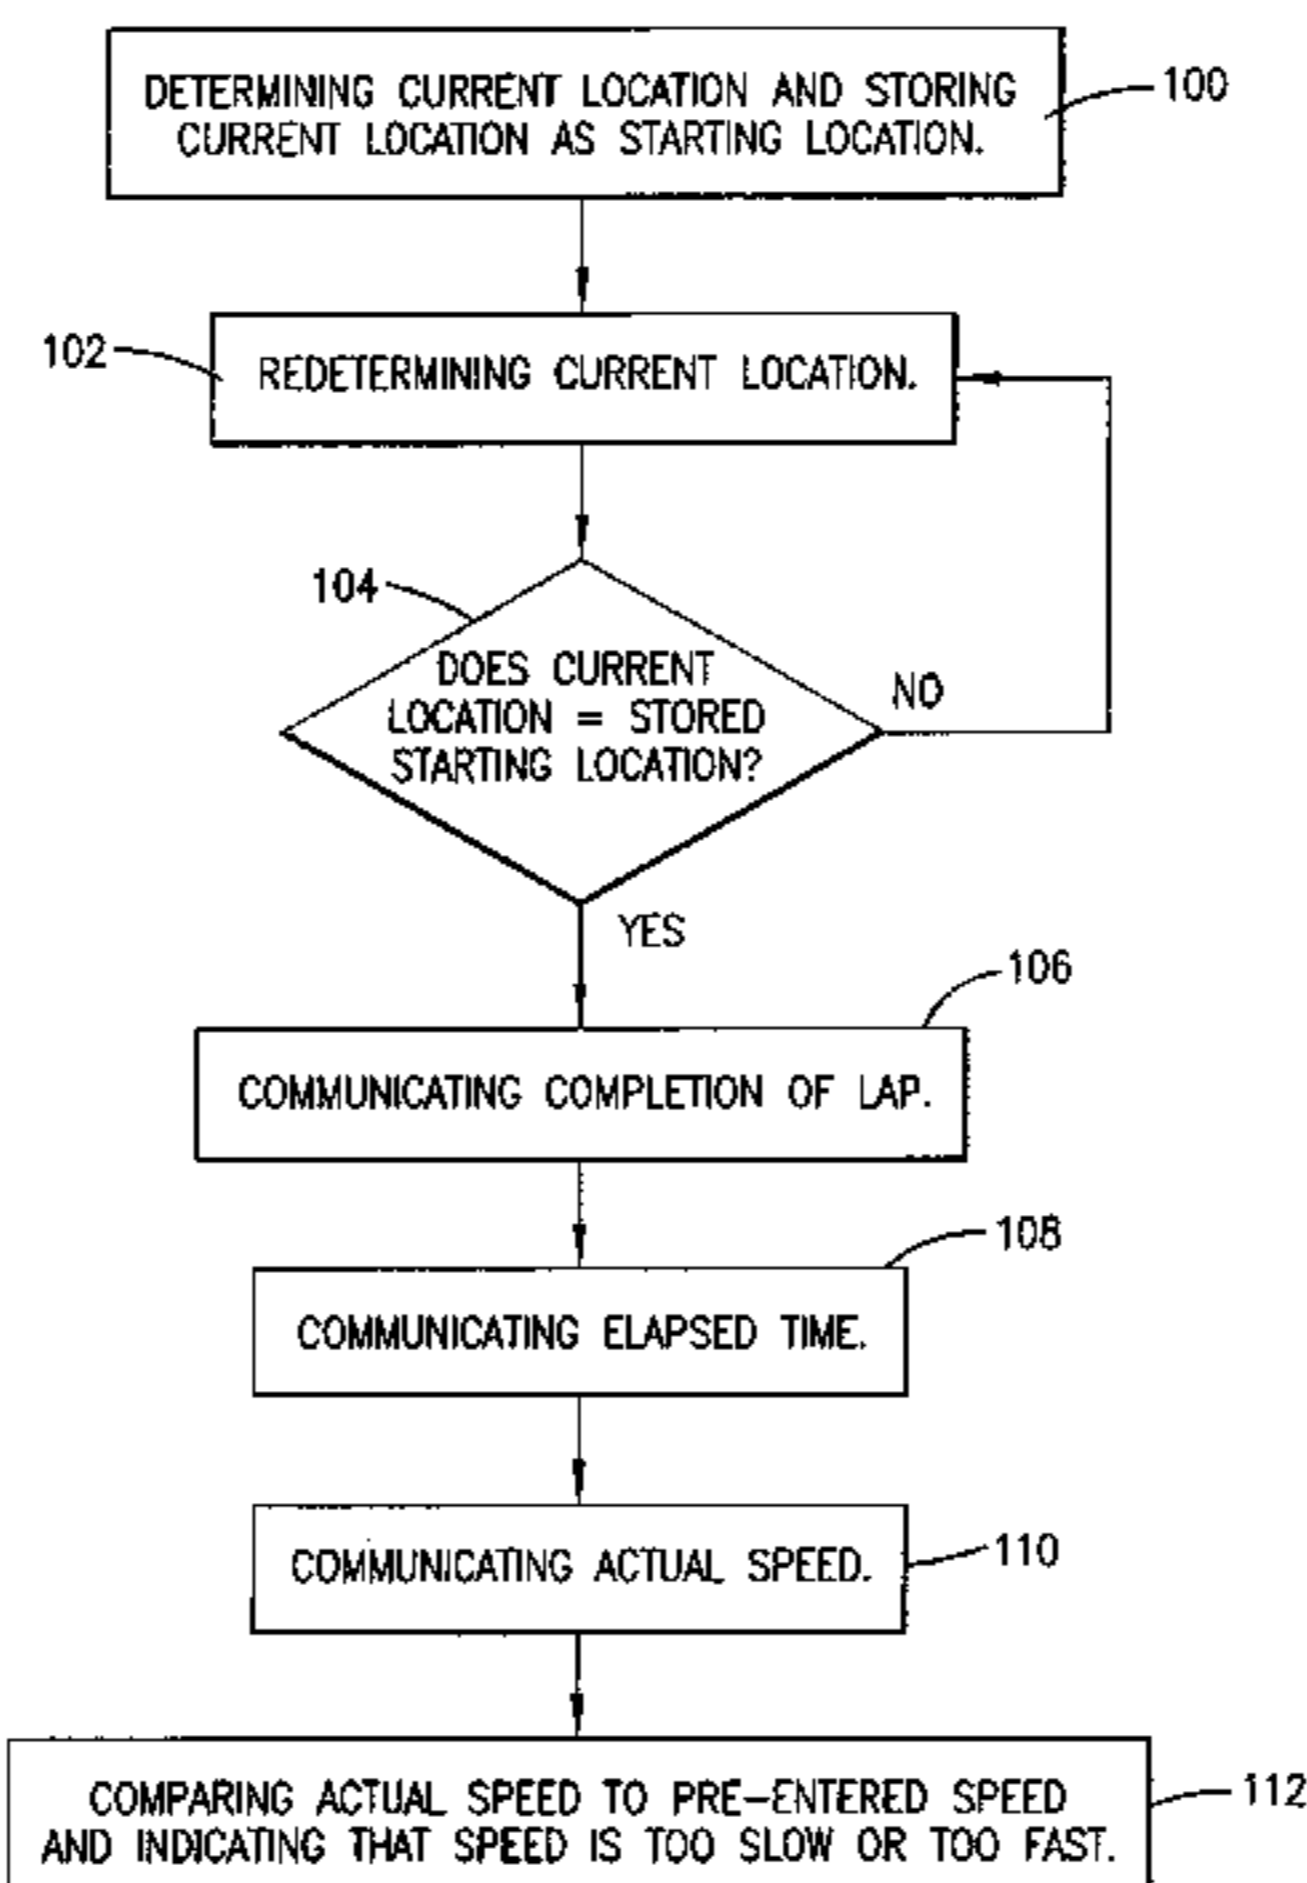 DETERMINING CURRENT LOCATION AND STORING
CURRENT LOCATION AS STARTING LOCATION.
100
102
REDETERMINING CURRENT LOCATION.
104
DOES CURRENT
LOCATION = STORED
STARTING LOCATION?
NO
YES
106
COMMUNICATING COMPLETION OF LAP.
108
COMMUNICATING ELAPSED TIME.
COMMUNICATING ACTUAL SPEED.
110
COMPARING ACTUAL SPEED TO PRE-ENTERED SPEED
AND INDICATING THAT SPEED IS TOO SLOW OR TOO FAST.
112